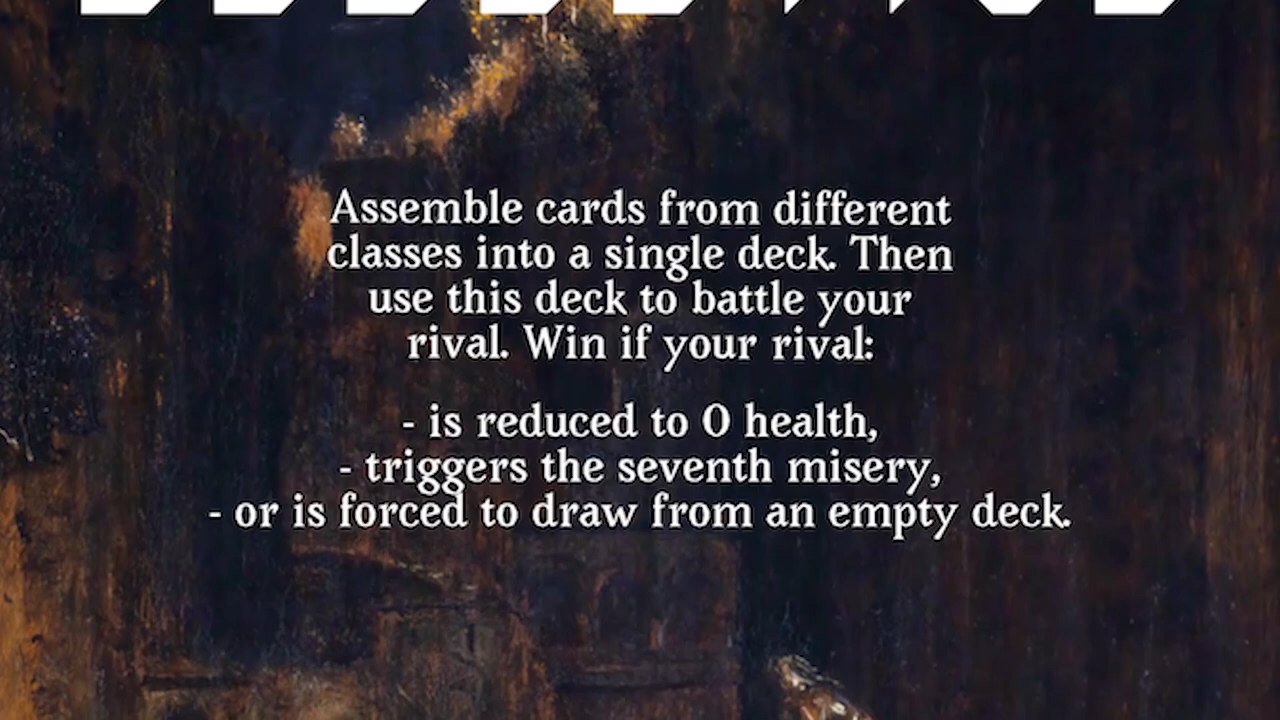 Assemble cards from different
classes into a single deck. Then
use this deck to battle your
rival. Win if your rival:
- is reduced to 0 health,
- triggers the seventh misery,
- or is forced to draw from an empty deck.